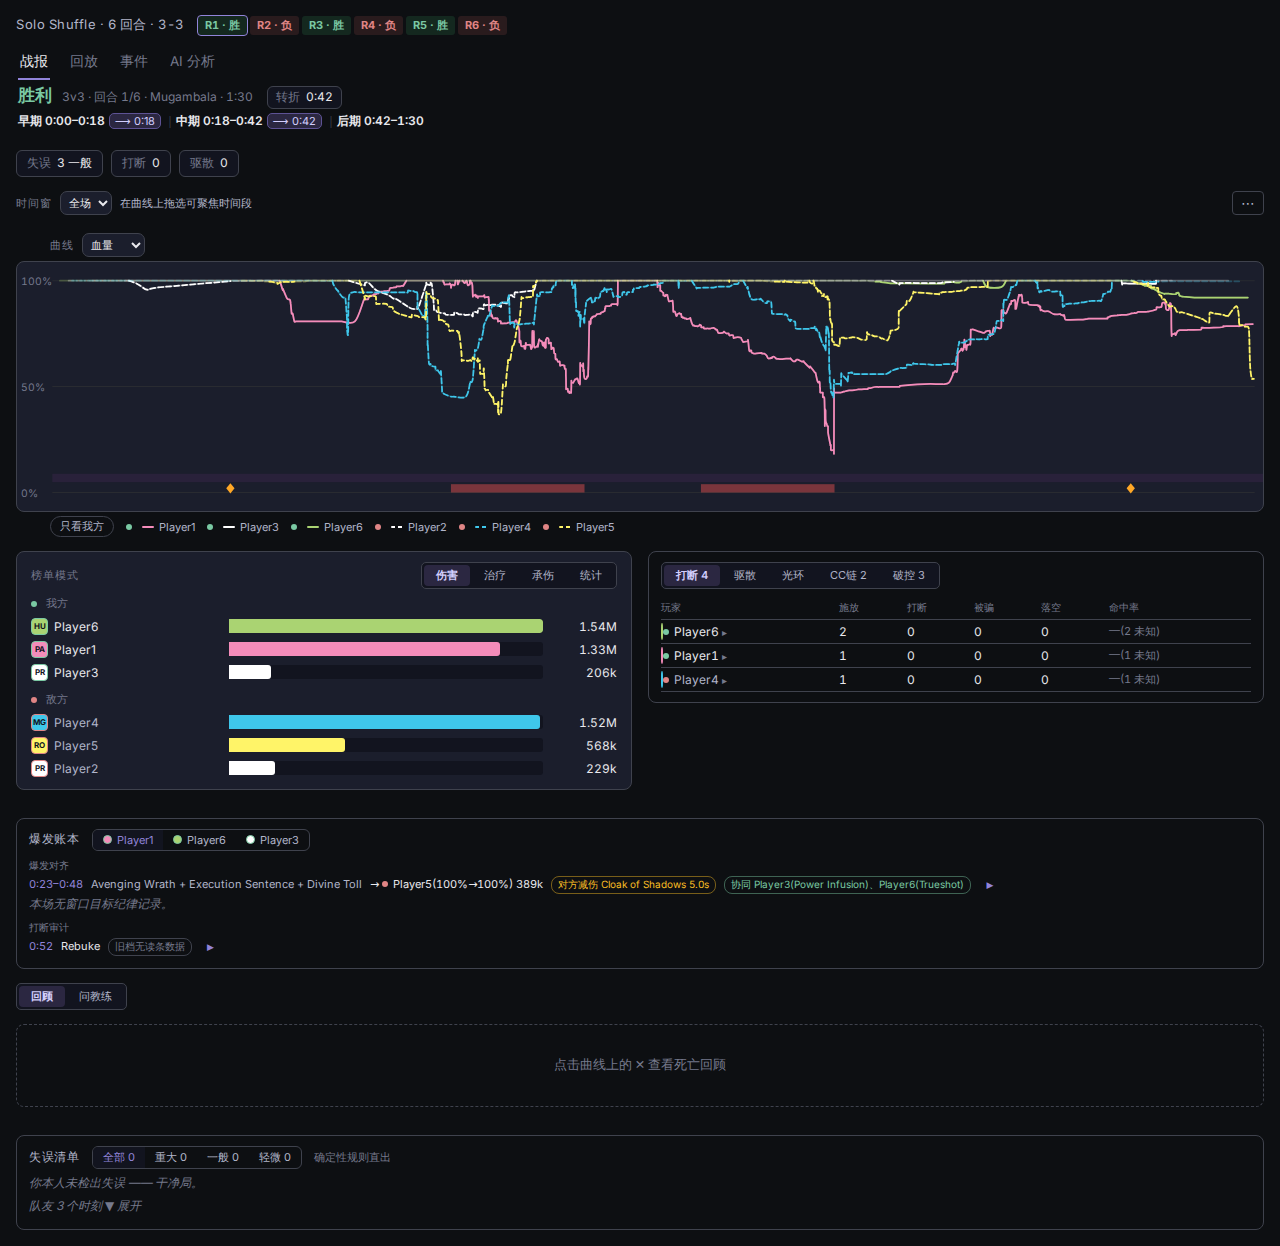 Solo Shuffle · 6 回合 · 3-3 R1 · 胜 R2 · 负 R3 · 胜 R4 · 负 R5 · 胜 R6 · 负
战报 回放 事件 AI 分析
胜利 3v3 · 回合 1/6 · Mugambala · 1:30 转折 0:42
早期 0:00–0:18 ⟶ 0:18 | 中期 0:18–0:42 ⟶ 0:42 | 后期 0:42–1:30
失误 3 一般 打断 0 驱散 0
时间窗 全场 在曲线上拖选可聚焦时间段 ⋯
曲线 血量
100%
50%
0%
只看我方 Player1 Player3 Player6 Player2 Player4 Player5
榜单模式 伤害 治疗 承伤 统计
我方
HU Player6 1.54M
PA Player1 1.33M
PR Player3 206k
敌方
MG Player4 1.52M
RO Player5 568k
PR Player2 229k
打断 4 驱散 光环 CC链 2 破控 3
玩家 施放 打断 被骗 落空 命中率
Player6 ▸ 2 0 0 0 —(2 未知)
Player1 ▸ 1 0 0 0 —(1 未知)
Player4 ▸ 1 0 0 0 —(1 未知)
爆发账本 Player1 Player6 Player3
爆发对齐
0:23–0:48 Avenging Wrath + Execution Sentence + Divine Toll → Player5(100%→100%) 389k 对方减伤 Cloak of Shadows 5.0s 协同 Player3(Power Infusion)、Player6(Trueshot) ▶
本场无窗口目标纪律记录。
打断审计
0:52 Rebuke 旧档无读条数据 ▶
回顾 问教练
点击曲线上的 ✕ 查看死亡回顾
失误清单 全部 0 重大 0 一般 0 轻微 0 确定性规则直出
你本人未检出失误 —— 干净局。
队友 3 个时刻 ▼ 展开